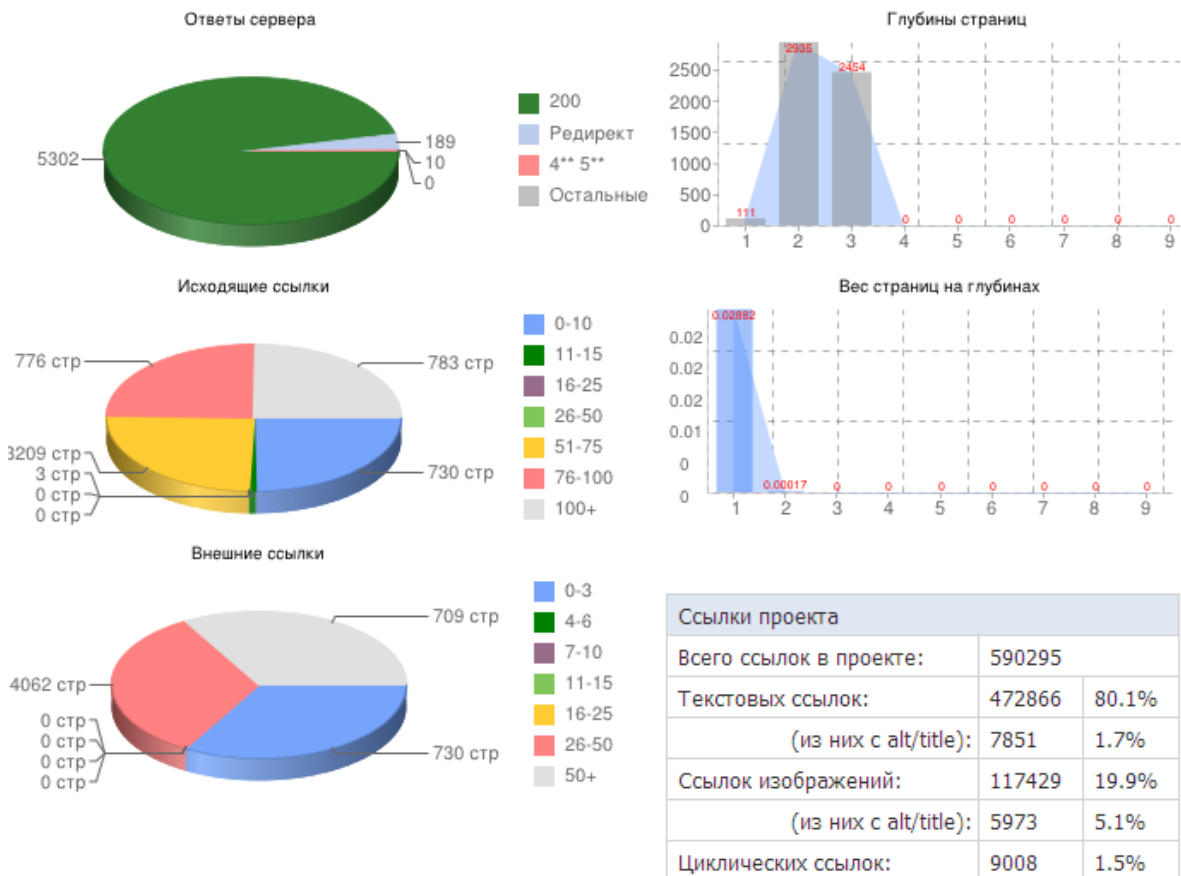 Ответы сервера
5302
189
10
0
200
Редирект
4** 5**
Остальные
Глубины страниц
2500
2000
1500
1000
500
0
111
2935
2454
0
0
0
0
0
0
1 2 3 4 5 6 7 8 9
Исходящие ссылки
776 стр
783 стр
3209 стр
3 стр
0 стр
0 стр
730 стр
0-10
11-15
16-25
26-50
51-75
76-100
100+
Вес страниц на глубинах
0.02
0.02
0.02
0.01
0
0
0.02882
0.00017
0
0
0
0
0
0
0
1 2 3 4 5 6 7 8 9
Внешние ссылки
709 стр
4062 стр
0 стр
0 стр
0 стр
0 стр
730 стр
0-3
4-6
7-10
11-15
16-25
26-50
50+
Ссылки проекта
Всего ссылок в проекте: 590295
Текстовых ссылок: 472866 80.1%
(из них с alt/title): 7851 1.7%
Ссылок изображений: 117429 19.9%
(из них с alt/title): 5973 5.1%
Циклических ссылок: 9008 1.5%